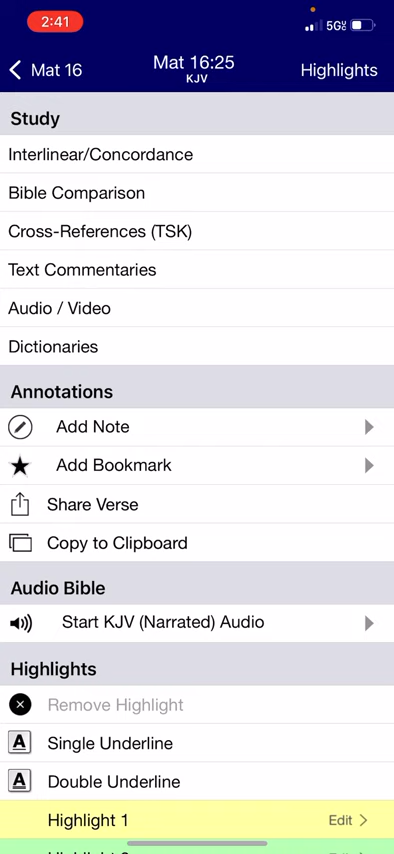 2:41
5G
Mat 16
Mat 16:25
KJV
Highlights
Study
Interlinear/Concordance
Bible Comparison
Cross-References (TSK)
Text Commentaries
Audio / Video
Dictionaries
Annotations
Add Note
Add Bookmark
Share Verse
Copy to Clipboard
Audio Bible
Start KJV (Narrated) Audio
Highlights
Remove Highlight
A Single Underline
A Double Underline
Highlight 1 Edit